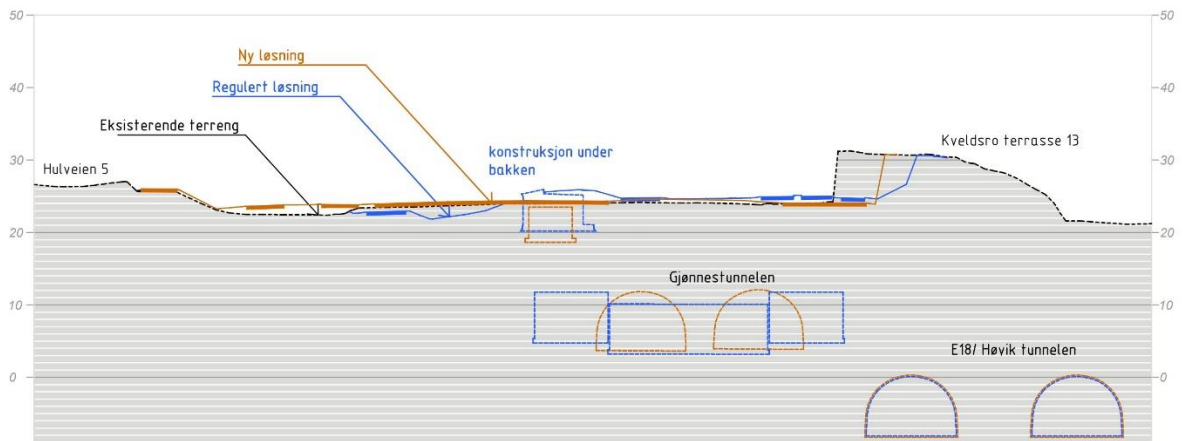 50
50
Ny løsning
40
Regulert løsning
40
Eksisterende terreng
30
Hulveien 5
konstruksjon under
bakken
Kveldsro terrasse 13
30
20
20
Gjønnestunnelen
10
10
E18/ Høvik tunnelen
0
0